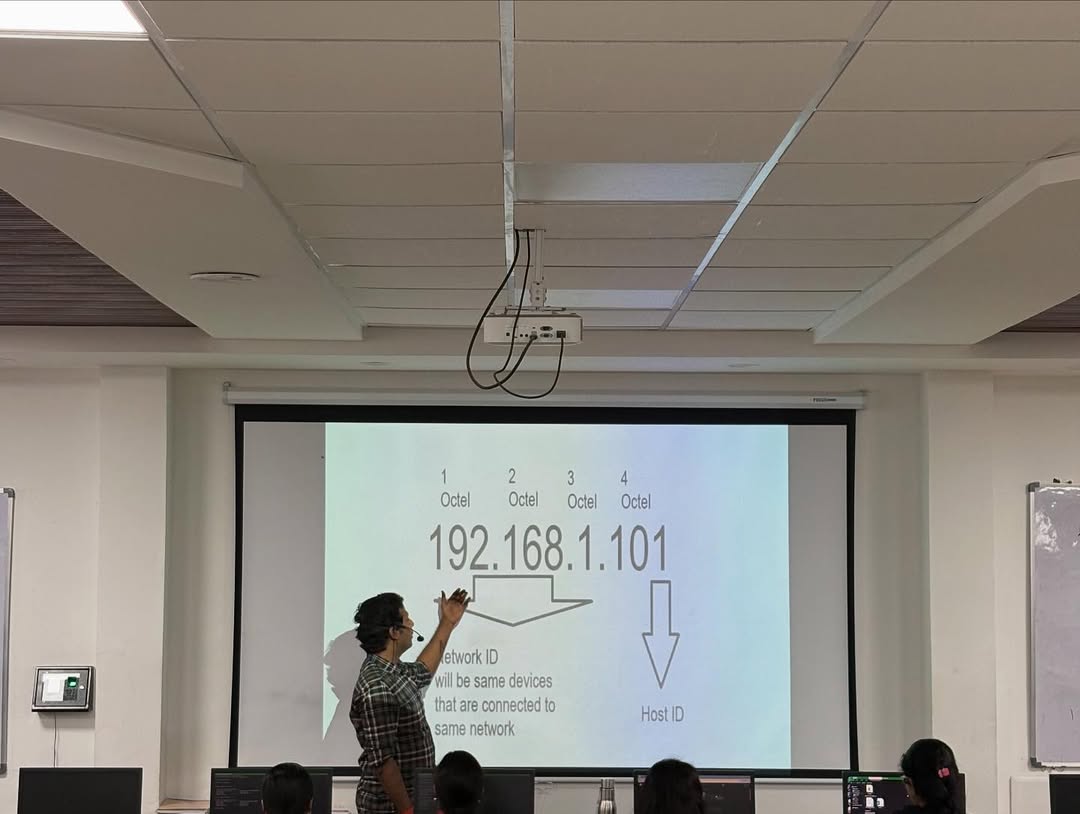 1 2 3 4
Octel Octel Octel Octel
192.168.1.101
etwork ID
will be same devices
that are connected to
same network
Host ID